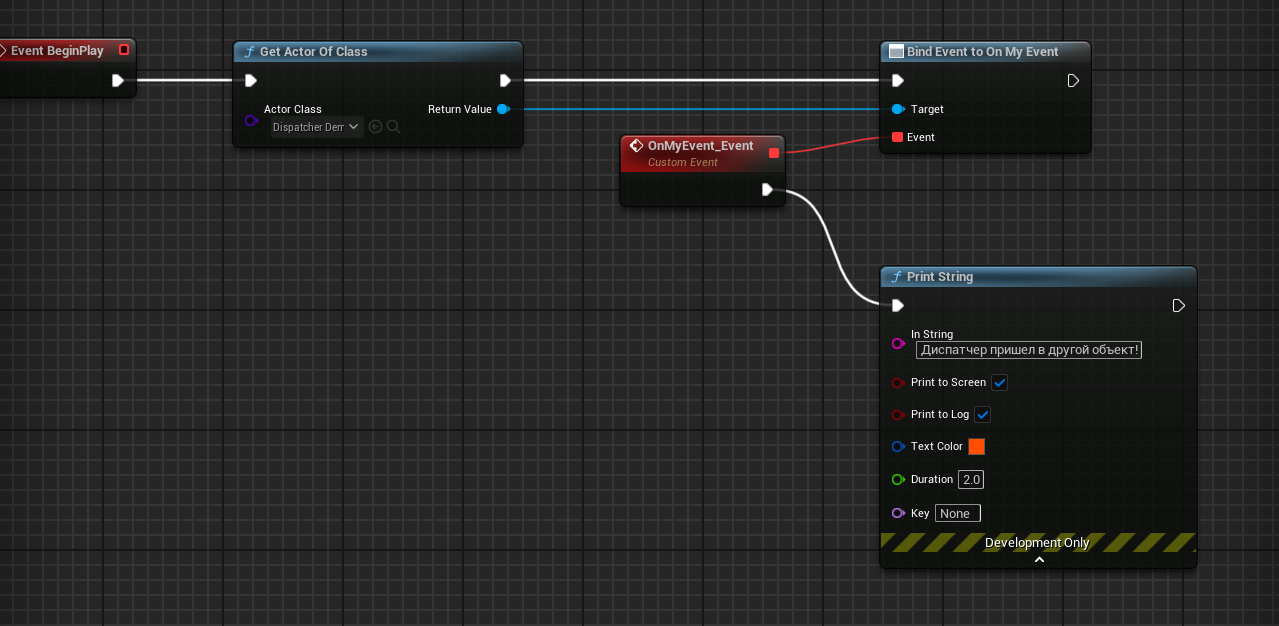 Event BeginPlay
f Get Actor Of Class
Actor Class
Return Value
Dispatcher Der
Bind Event to On My Event
Target
Event
OnMyEvent_Event
Custom Event
f Print String
In String
Диспатчер пришел в другой объект!
Print to Screen
Print to Log
Text Color
Duration 2.0
Key None
Development Only